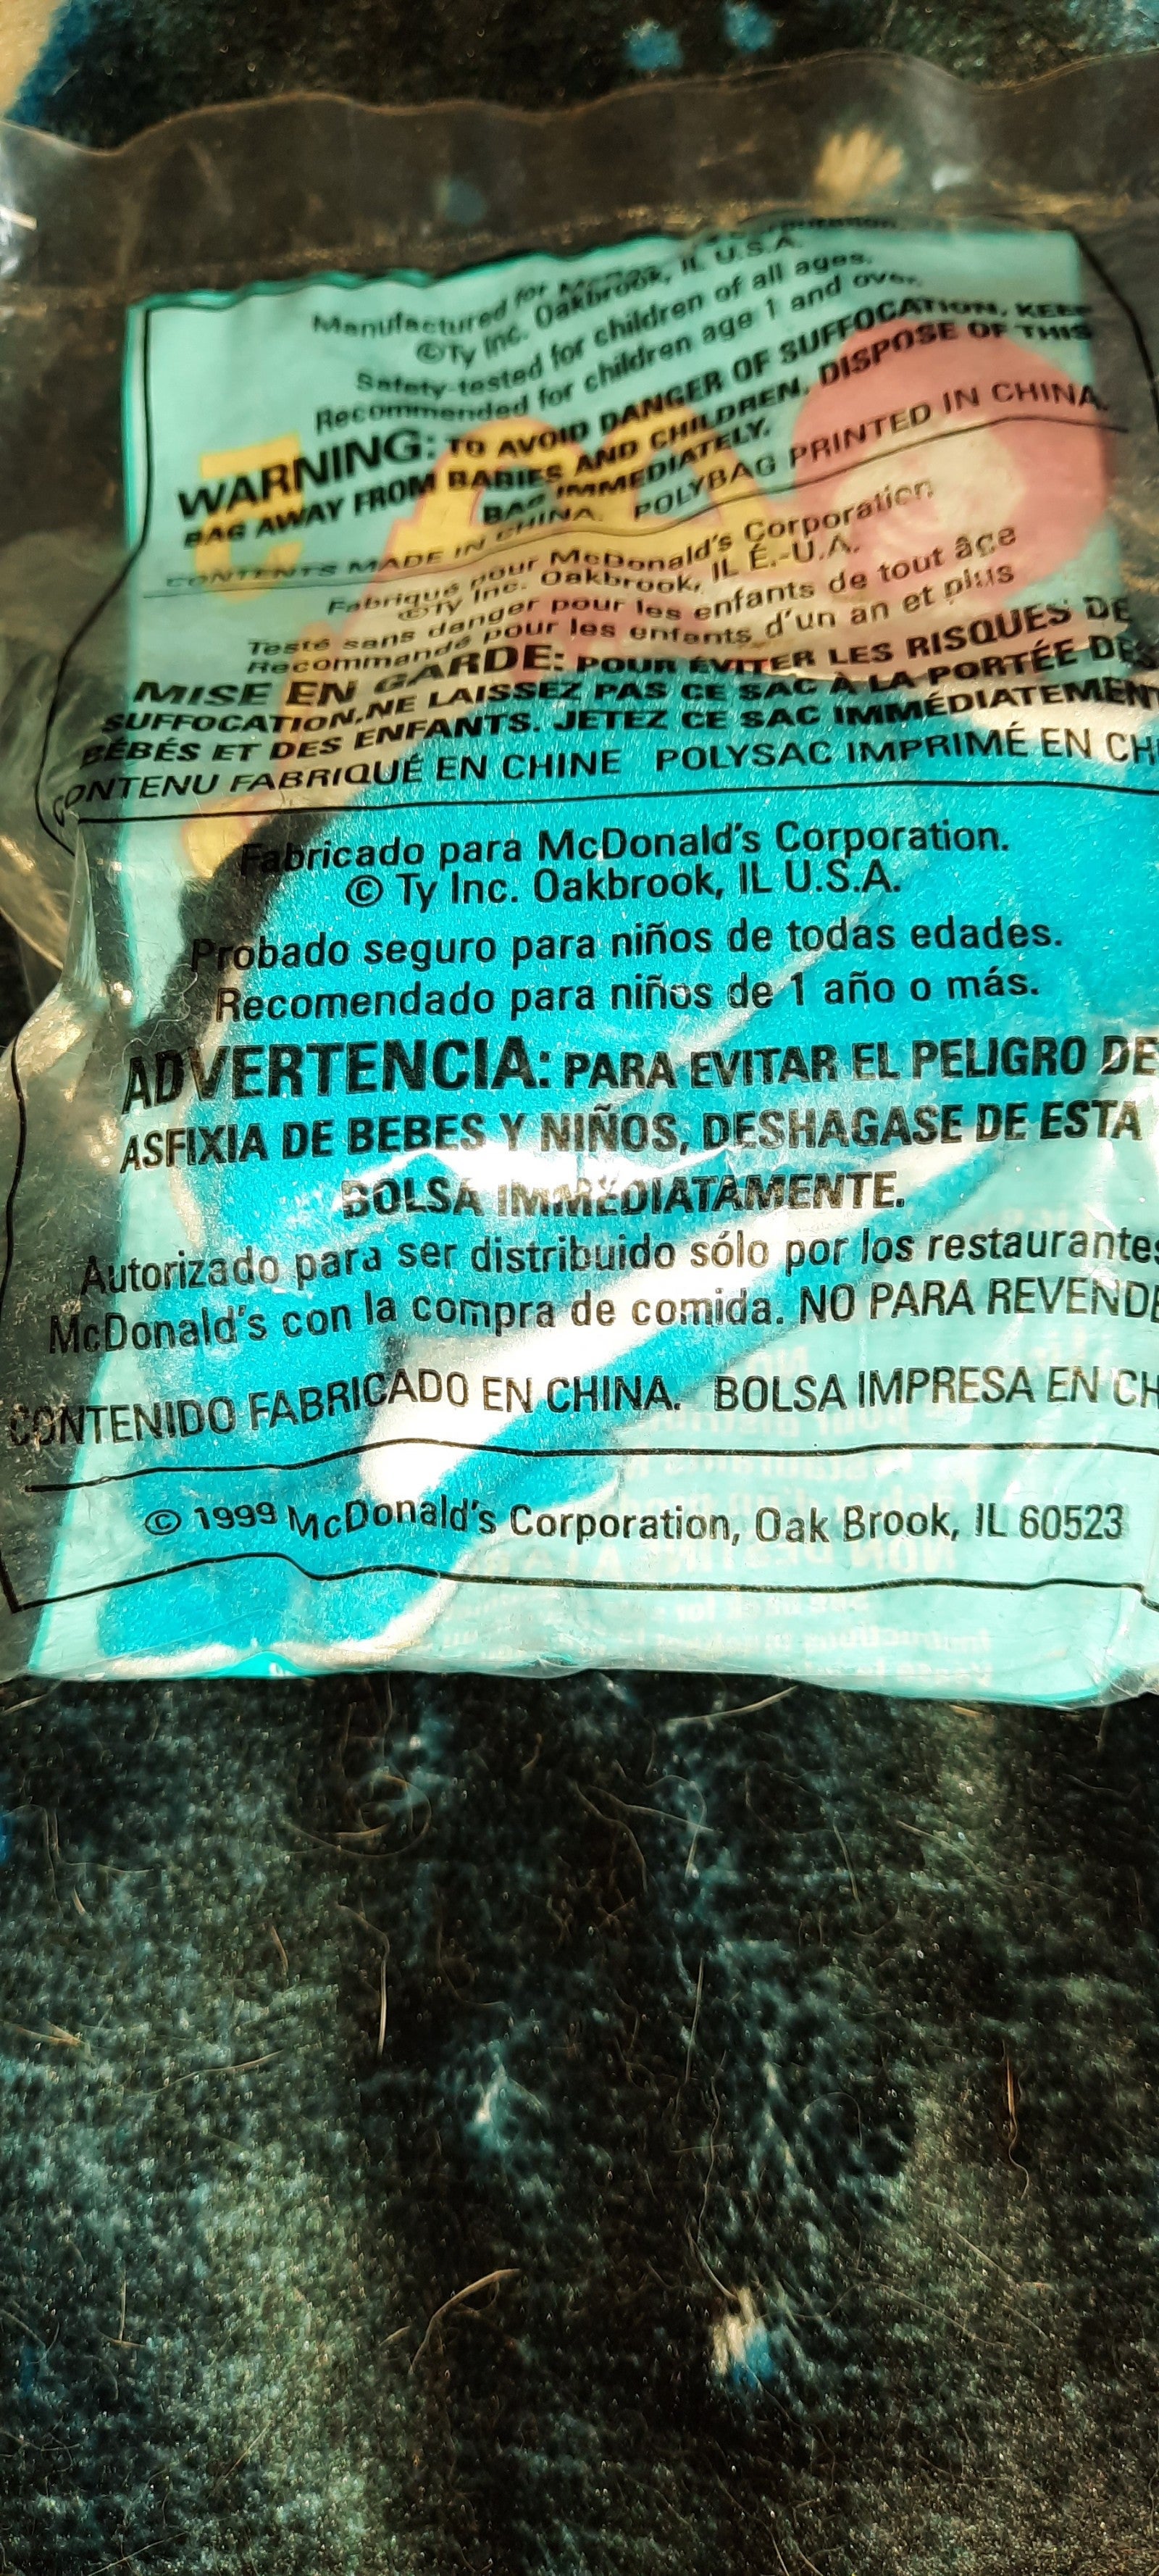 Manufactured for
©Ty Inc. Oakbrook, IL U.S.A.
Safety-tested for children of all ages.
Recommended for children age 1 and over.
WARNING: TO AVOID DANGER OF SUFFOCATION, KEEP
BAG AWAY FROM BABIES AND CHILDREN. DISPOSE OF THIS
BAG IMMEDIATELY.
CONTENTS MADE IN CHINA. POLYBAG PRINTED IN CHINA.
Fabriqué pour McDonald's Corporation
©Ty Inc. Oakbrook, IL É.-U.A.
Testé sans danger pour les enfants de tout âge
Recommandé pour les enfants d'un an et plus
MISE EN GARDE: POUR ÉVITER LES RISQUES DE
SUFFOCATION,NE LAISSEZ PAS CE SAC À LA PORTÉE DES
BÉBÉS ET DES ENFANTS. JETEZ CE SAC IMMÉDIATEMENT
CONTENU FABRIQUÉ EN CHINE POLYSAC IMPRIMÉ EN CH
Fabricado para McDonald's Corporation.
© Ty Inc. Oakbrook, IL U.S.A.
Probado seguro para niños de todas edades.
Recomendado para niños de 1 año o más.
ADVERTENCIA: PARA EVITAR EL PELIGRO DE
ASFIXIA DE BEBES Y NIÑOS, DESHAGASE DE ESTA
BOLSA IMMEDIATAMENTE.
Autorizado para ser distribuido sólo por los restaurantes
McDonald's con la compra de comida. NO PARA REVENDE
CONTENIDO FABRICADO EN CHINA. BOLSA IMPRESA EN CH
© 1999 McDonald's Corporation, Oak Brook, IL 60523